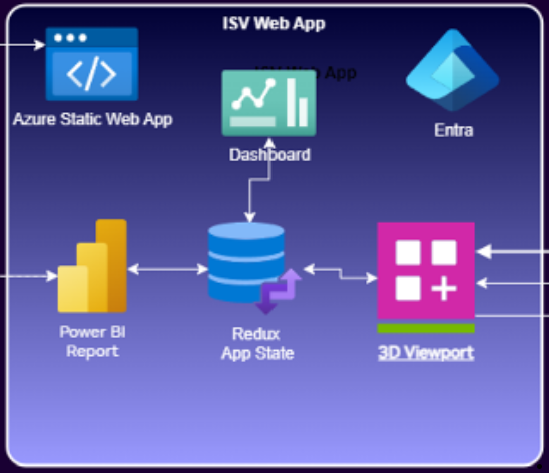 ISV Web App
ISV Web App
Azure Static Web App
Dashboard
Entra
Power BI
Report
Redux
App State
3D Viewport